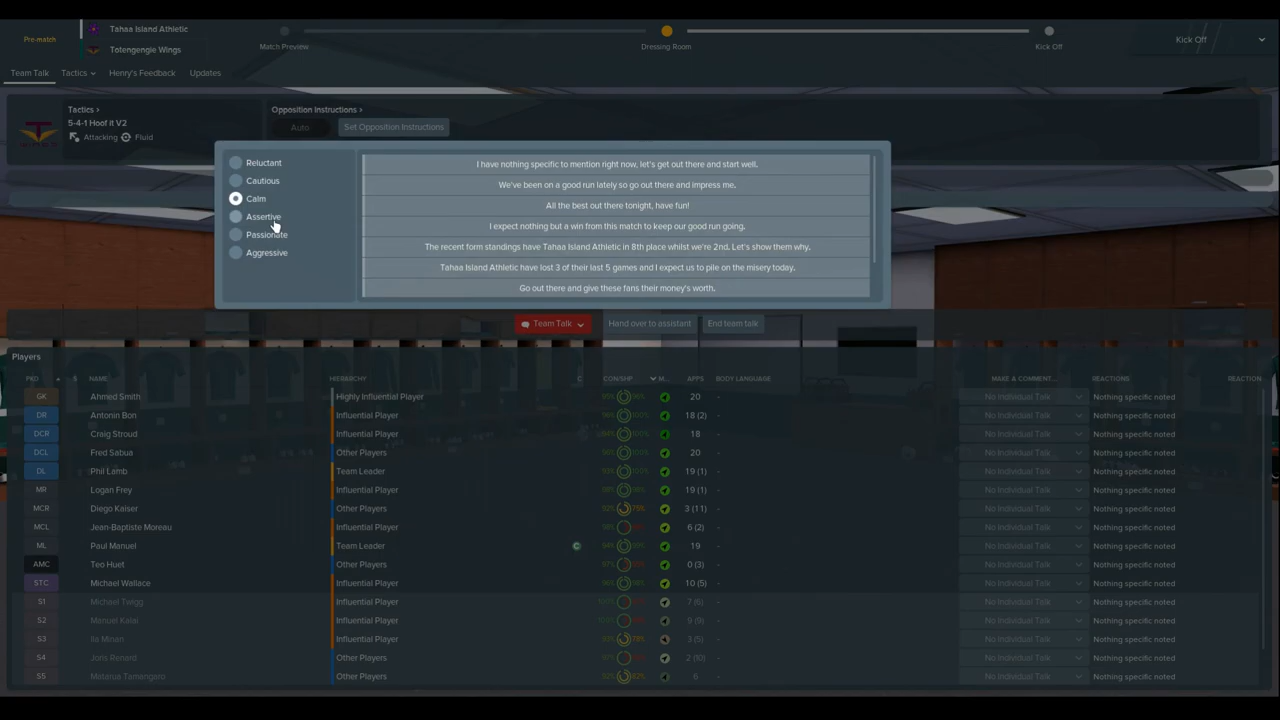 Pre-match
Tahaa Island Athletic
Totengengie Wings
Match Preview
Dressing Room
Kick Off
Kick Off
Team Talk Tactics Henry's Feedback Updates
Tactics >
5-4-1 Hoof it V2
Attacking Fluid
Opposition Instructions >
Auto Set Opposition Instructions
Reluctant
Cautious
Calm
Assertive
Passionate
Aggressive
I have nothing specific to mention right now, let's get out there and start well.
We've been on a good run lately so go out there and impress me.
All the best out there tonight, have fun!
I expect nothing but a win from this match to keep our good run going.
The recent form standings have Tahaa Island Athletic in 8th place whilst we're 2nd. Let's show them why.
Tahaa Island Athletic have lost 3 of their last 5 games and I expect us to pile on the misery today.
Go out there and give these fans their money's worth.
Team Talk Hand over to assistant End team talk
Players
PKD S NAME HIERARCHY C CON/SHP M... APPS BODY LANGUAGE MAKE A COMMENT... REACTIONS REACTION
GK Ahmed Smith Highly Influential Player 20 - No Individual Talk Nothing specific noted
DR Antonin Bon Influential Player 18 (2) - No Individual Talk Nothing specific noted
DCR Craig Stroud Influential Player 18 - No Individual Talk Nothing specific noted
DCL Fred Sabua Other Players 20 - No Individual Talk Nothing specific noted
DL Phil Lamb Team Leader 19 (1) - No Individual Talk Nothing specific noted
MR Logan Frey Influential Player 19 (1) - No Individual Talk Nothing specific noted
MCR Diego Kaiser Other Players 75% 3 (11) - No Individual Talk Nothing specific noted
MCL Jean-Baptiste Moreau Influential Player 6 (2) - No Individual Talk Nothing specific noted
ML Paul Manuel Team Leader C 19 - No Individual Talk Nothing specific noted
AMC Teo Huet Other Players 0 (3) - No Individual Talk Nothing specific noted
STC Michael Wallace Influential Player 10 (5) - No Individual Talk Nothing specific noted
S1 Michael Twigg Influential Player 7 (6) - No Individual Talk Nothing specific noted
S2 Manuel Kalai Influential Player 9 (9) - No Individual Talk Nothing specific noted
S3 Influential Player 78% 3 (5) - No Individual Talk Nothing specific noted
S4 Joris Renard Other Players 2 (10) - No Individual Talk Nothing specific noted
S5 Other Players 82% 6 - No Individual Talk Nothing specific noted